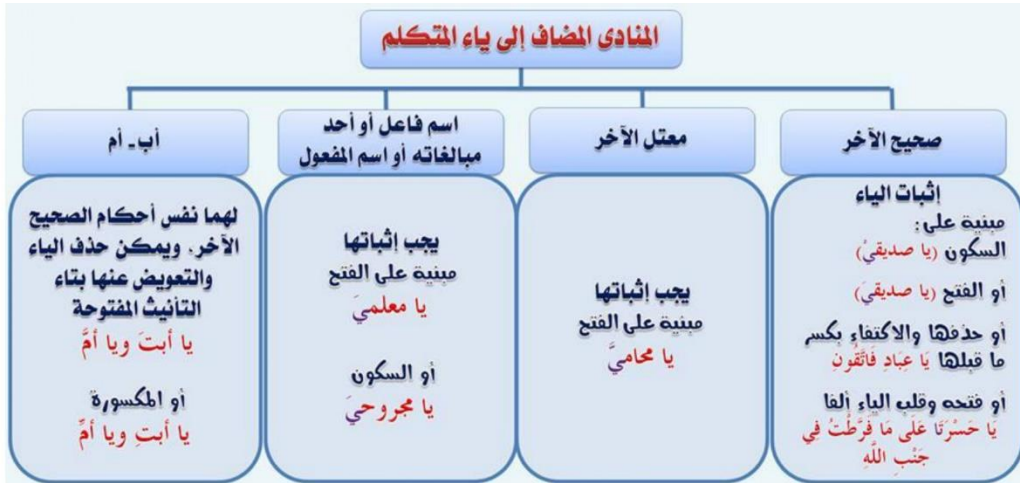 المنادى المضاف إلى ياء المتكلم
صحيح الآخر
إثبات الياء
مبنية على:
السكون (يا صديقيْ)
أو الفتح (يا صديقيَ)
أو حذفها والاكتفاء بكسر
ما قبلها يَا عِبَادِ فَاتَّقُونِ
أو فتحه وقلب الياء ألفا
يَا حَسْرَتَا عَلَى مَا فَرَّطْتُ فِي
جَنْبِ اللَّهِ
معتل الآخر
يجب إثباتها
مبنية على الفتح
يا محاميَّ
اسم فاعل أو أحد
مبالغاته أو اسم المفعول
يجب إثباتها
مبنية على الفتح
يا معلميَ
أو السكون
يا مجروحيَ
أب - أم
لهما نفس أحكام الصحيح
الآخر. ويمكن حذف الياء
والتعويض عنها بتاء
التأنيث المفتوحة
يا أبتَ ويا أمَّ
أو المكسورة
يا أبتِ ويا أمِّ